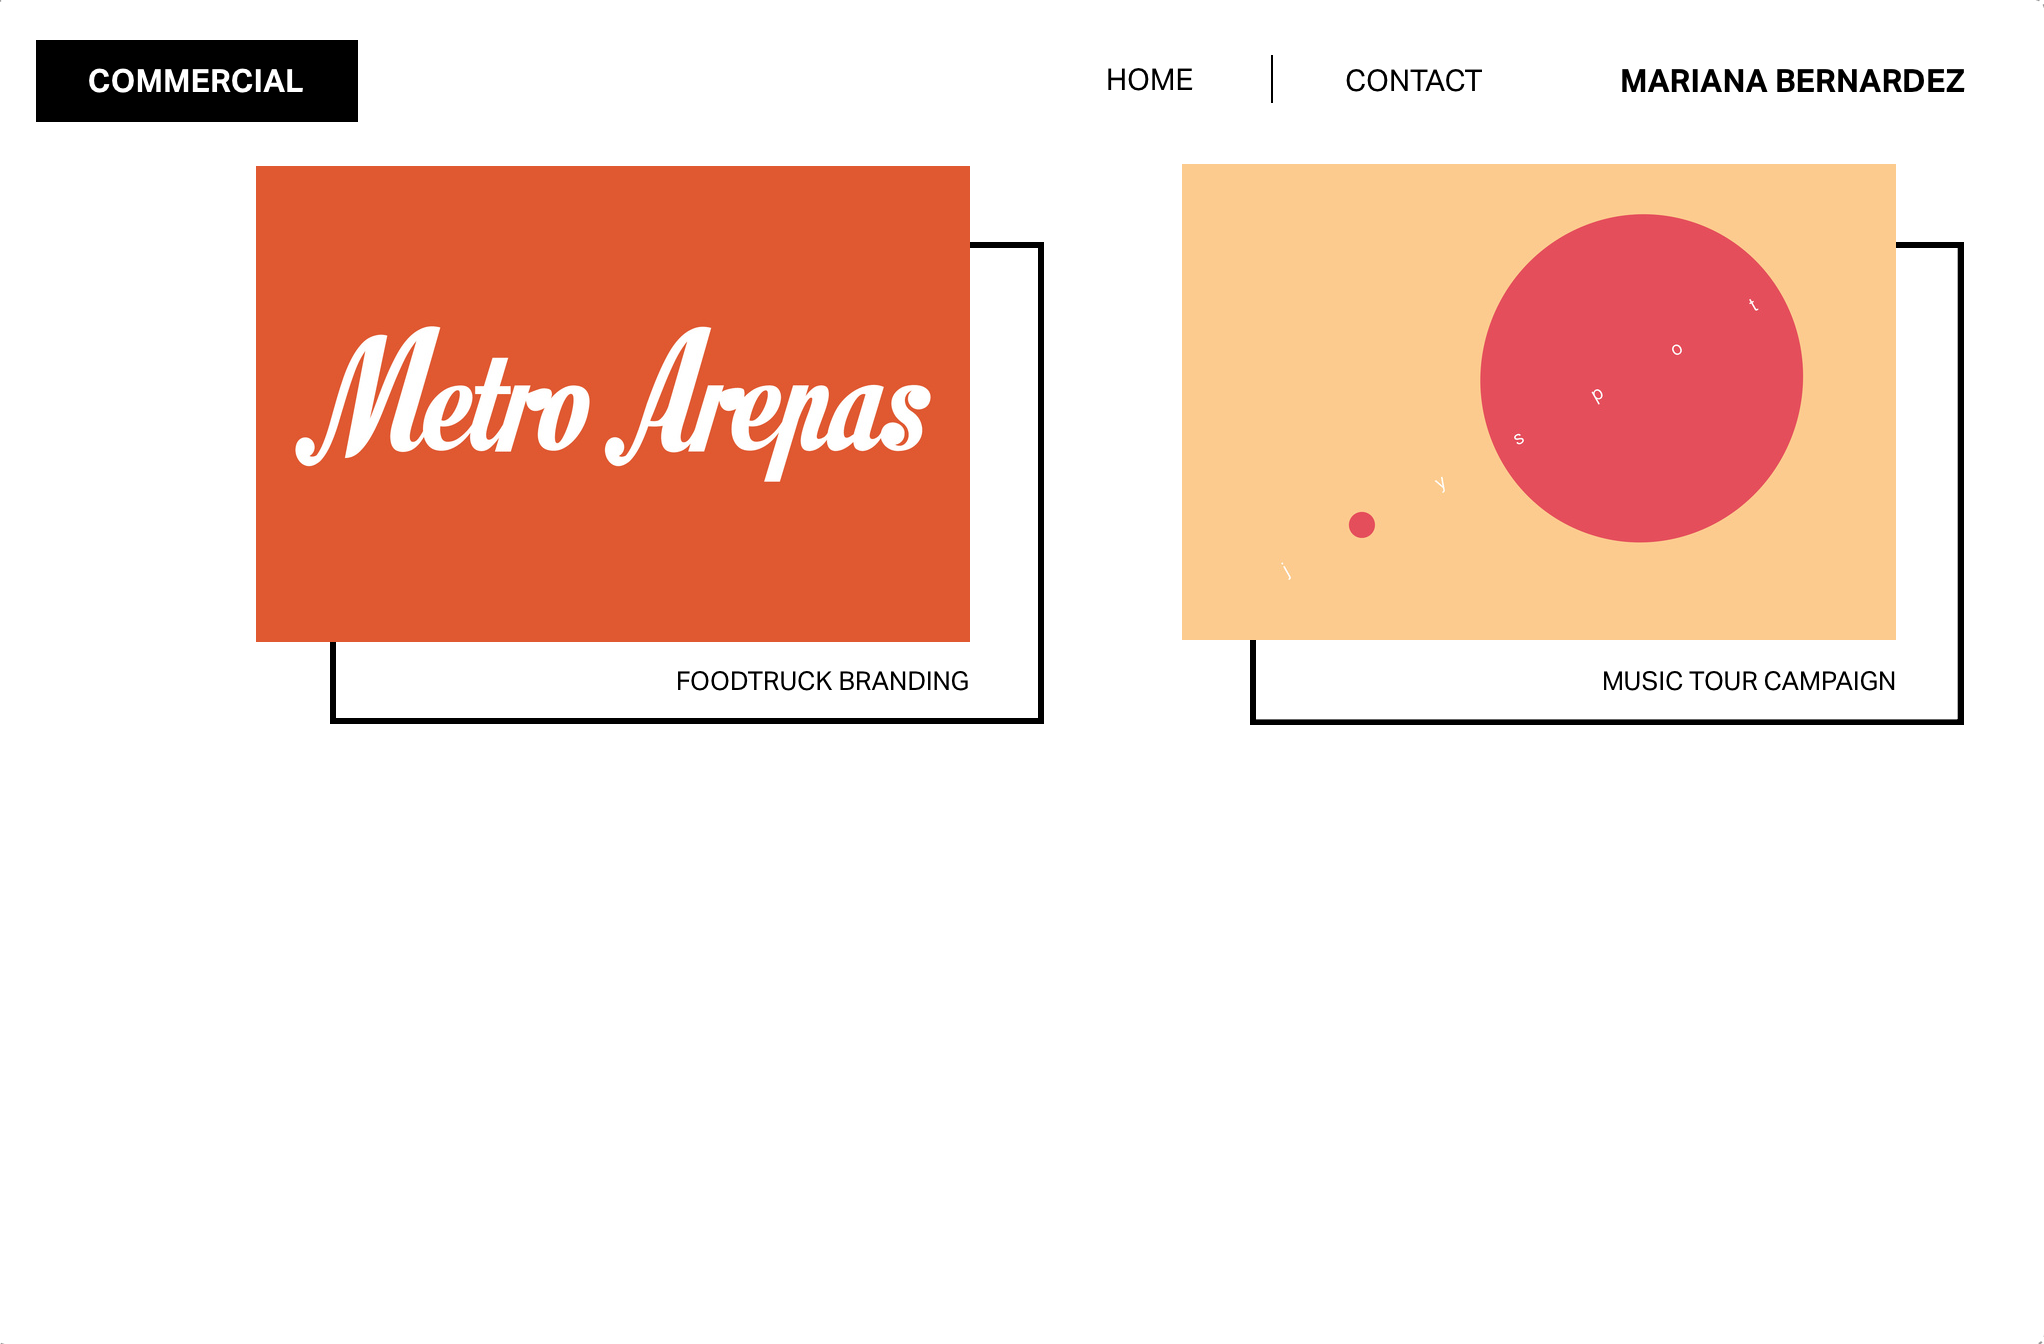 COMMERCIAL
HOME
CONTACT
MARIANA BERNARDEZ
Metro Arepas
FOODTRUCK BRANDING
j y s p o t
MUSIC TOUR CAMPAIGN